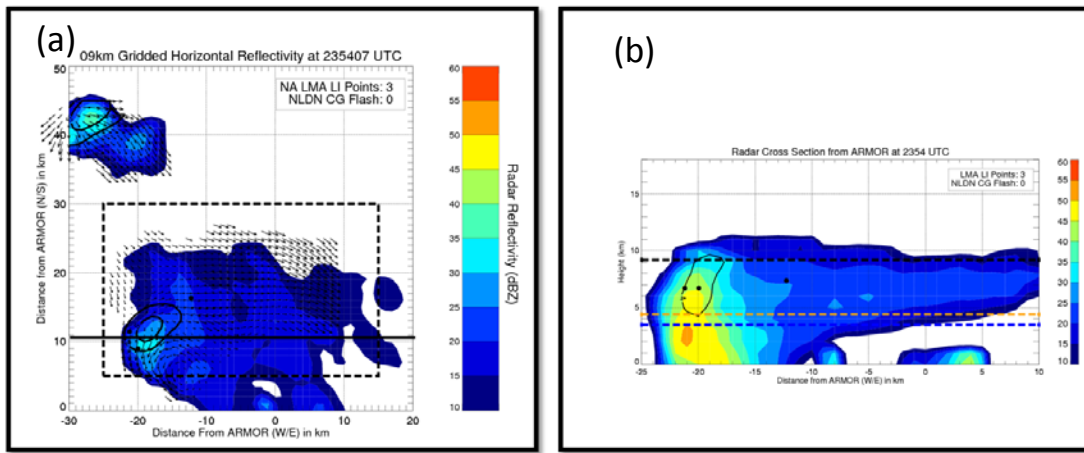 (a)
09km Gridded Horizontal Reflectivity at 235407 UTC
NA LMA LI Points: 3
NLDN CG Flash: 0
50
40
30
20
10
0
Distance from ARMOR (N/S) in km
-30 -20 -10 0 10 20
Distance From ARMOR (W/E) in km
60
55
50
45
40
35
30
25
20
15
10
Radar Reflectivity (dBZ)
(b)
Radar Cross Section from ARMOR at 2354 UTC
LMA LI Points: 3
NLDN CG Flash: 0
15
10
5
0
Height (km)
-25 -20 -15 -10 -5 0 5 10
Distance from ARMOR (W/E) in km
60
55
50
45
40
35
30
25
20
15
10